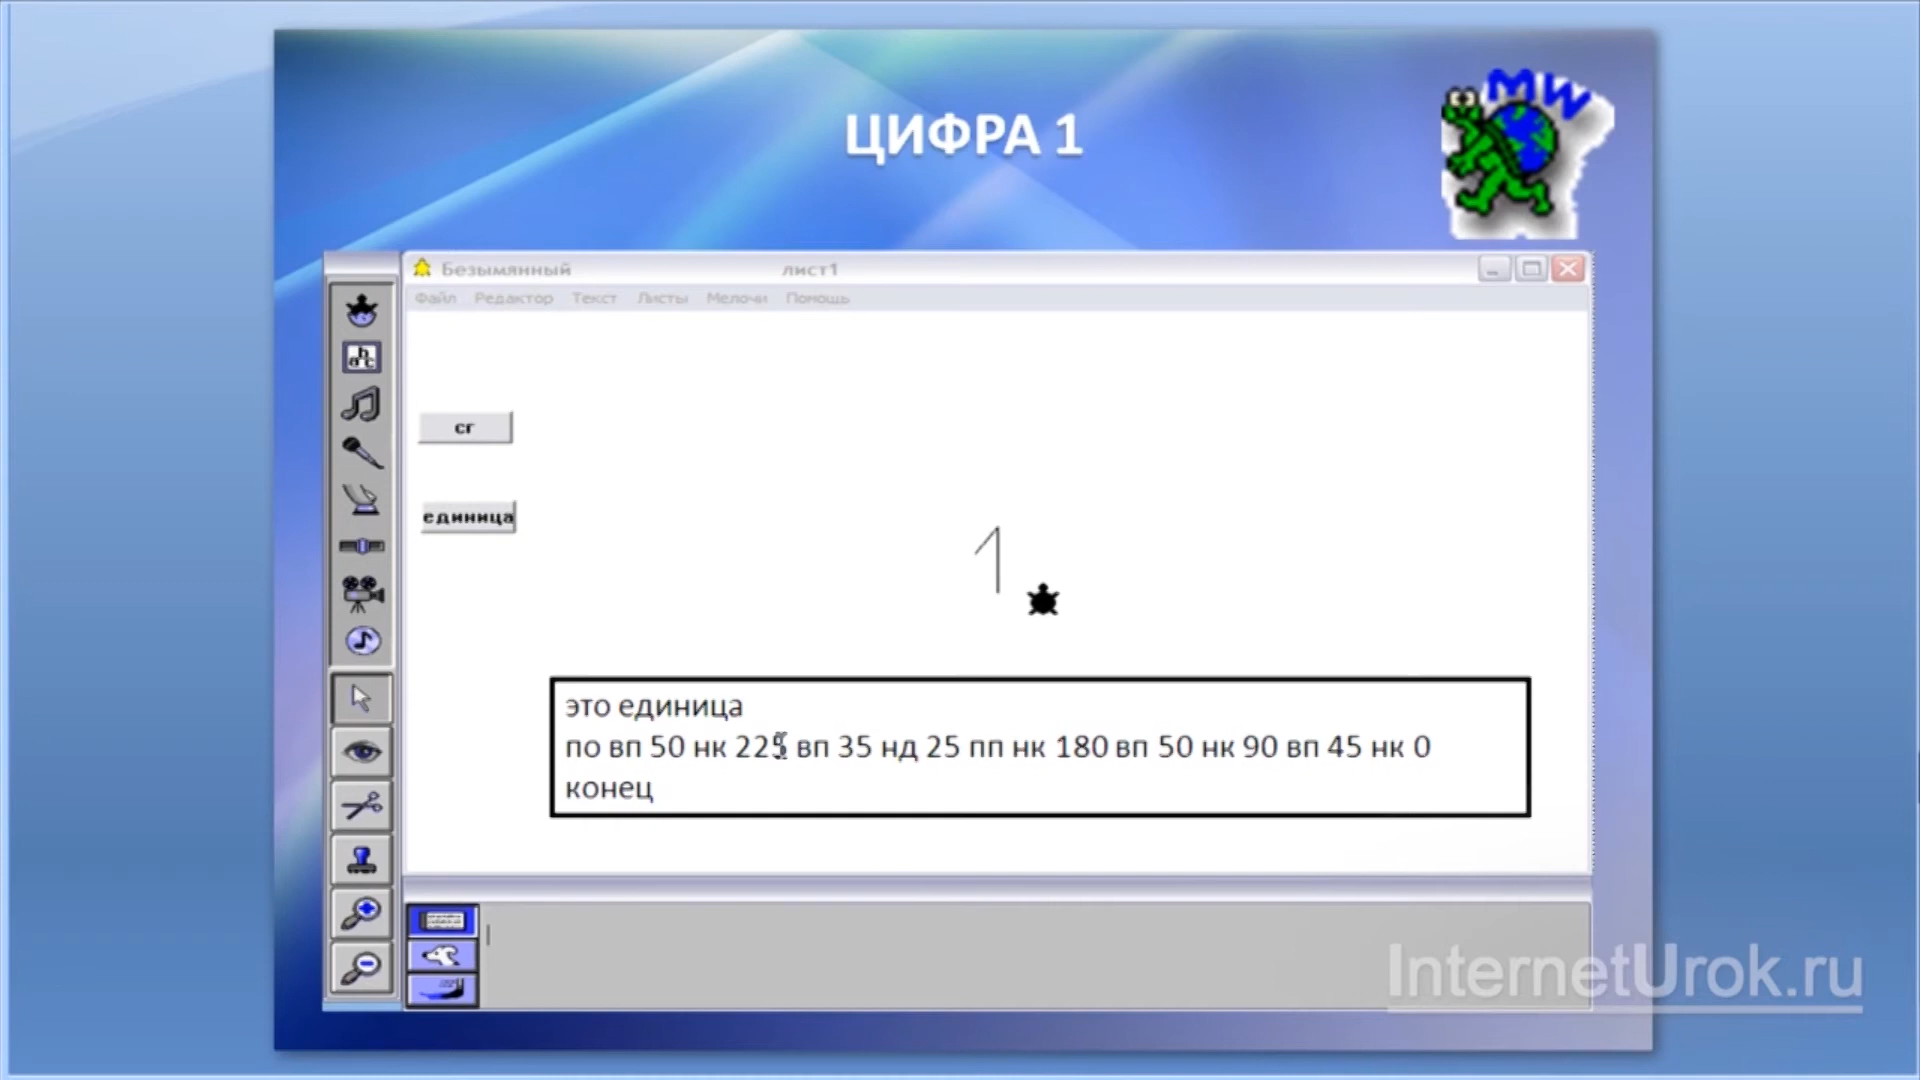 ЦИФРА 1
MW
Безымянный лист1
Файл Редактор Текст Листы Мелочи Помощь
abc
сг
единица
это единица
по вп 50 нк 225 вп 35 нд 25 пп нк 180 вп 50 нк 90 вп 45 нк 0
конец
InternetUrok.ru